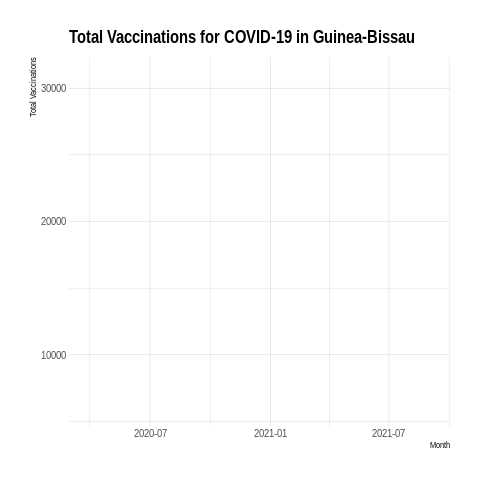 Total Vaccinations for COVID-19 in Guinea-Bissau
Total Vaccinations
30000
20000
10000
2020-07
2021-01
2021-07
Month